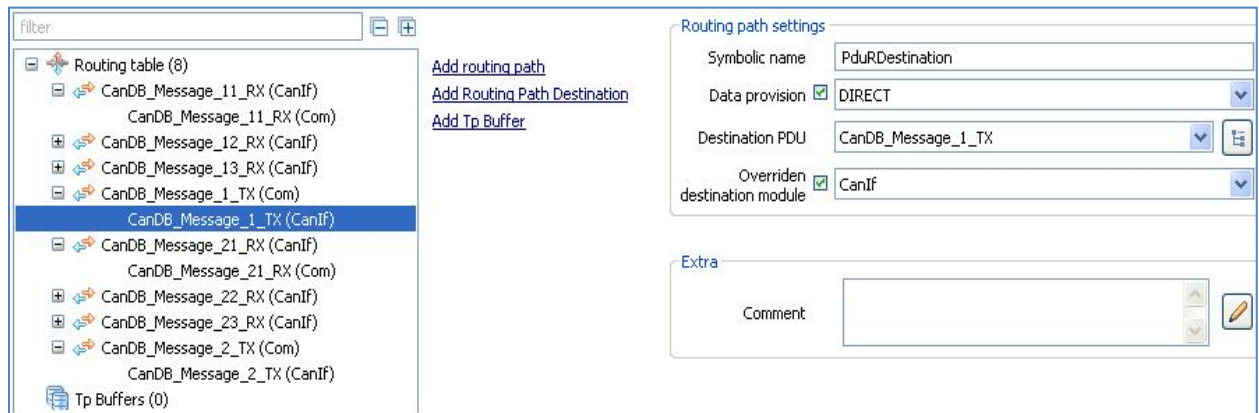 filter
Routing table (8)
CanDB_Message_11_RX (CanIf)
CanDB_Message_11_RX (Com)
CanDB_Message_12_RX (CanIf)
CanDB_Message_13_RX (CanIf)
CanDB_Message_1_TX (Com)
CanDB_Message_1_TX (CanIf)
CanDB_Message_21_RX (CanIf)
CanDB_Message_21_RX (Com)
CanDB_Message_22_RX (CanIf)
CanDB_Message_23_RX (CanIf)
CanDB_Message_2_TX (Com)
CanDB_Message_2_TX (CanIf)
Tp Buffers (0)
Add routing path
Add Routing Path Destination
Add Tp Buffer
Routing path settings
Symbolic name PduRDestination
Data provision DIRECT
Destination PDU CanDB_Message_1_TX
Overriden
destination module CanIf
Extra
Comment